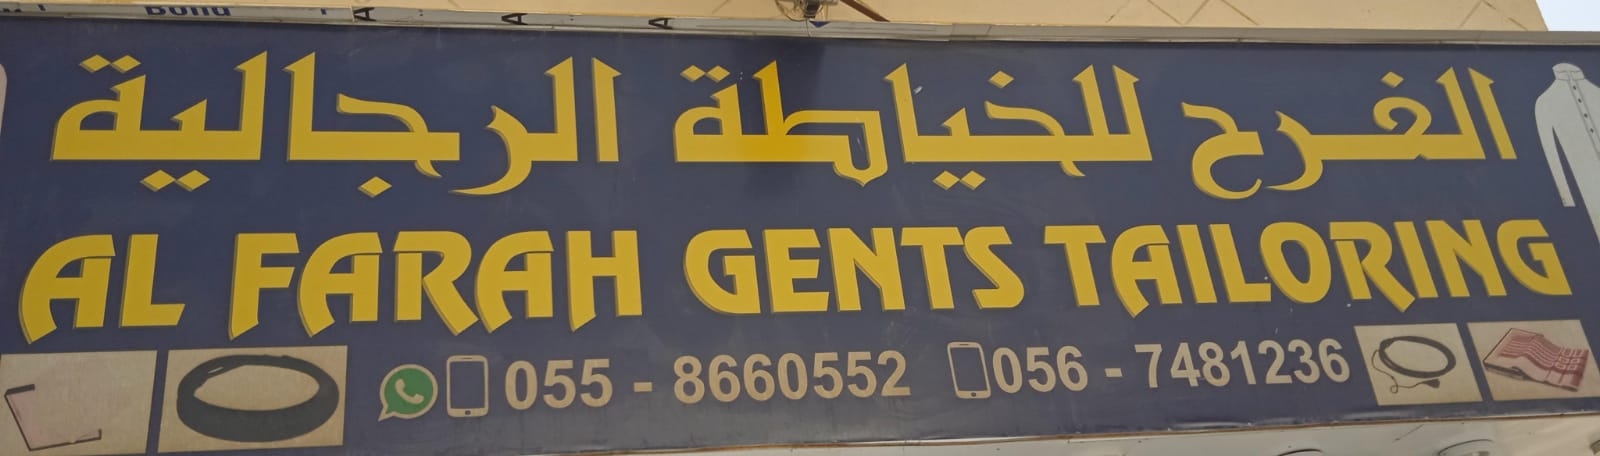 الفرح للخياطة الرجالية
AL FARAH GENTS TAILORING
055 - 8660552 056 - 7481236